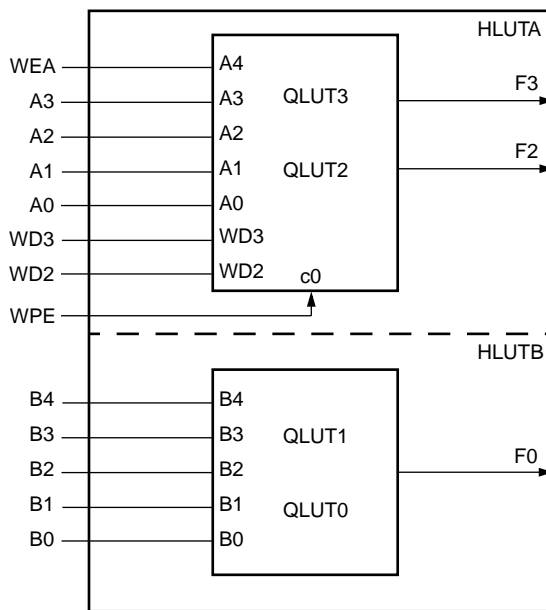 HLUTA
WEA A4
A3 A3 QLUT3 F3
A2 A2
A1 A1 QLUT2 F2
A0 A0
WD3 WD3
WD2 WD2 c0
WPE
HLUTB
B4 B4
B3 B3 QLUT1
B2 B2 F0
B1 B1 QLUT0
B0 B0